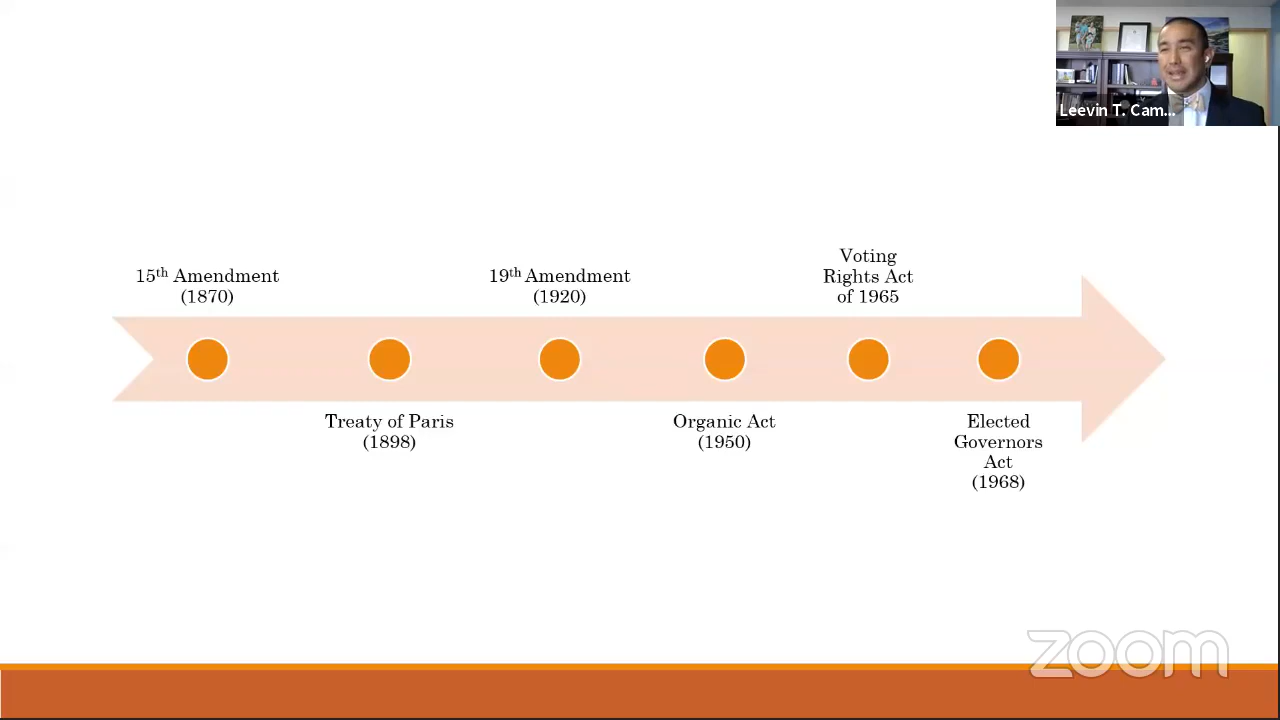 Leevin T. Cam...
15th Amendment
(1870)
Treaty of Paris
(1898)
19th Amendment
(1920)
Organic Act
(1950)
Voting
Rights Act
of 1965
Elected
Governors
Act
(1968)
zoom